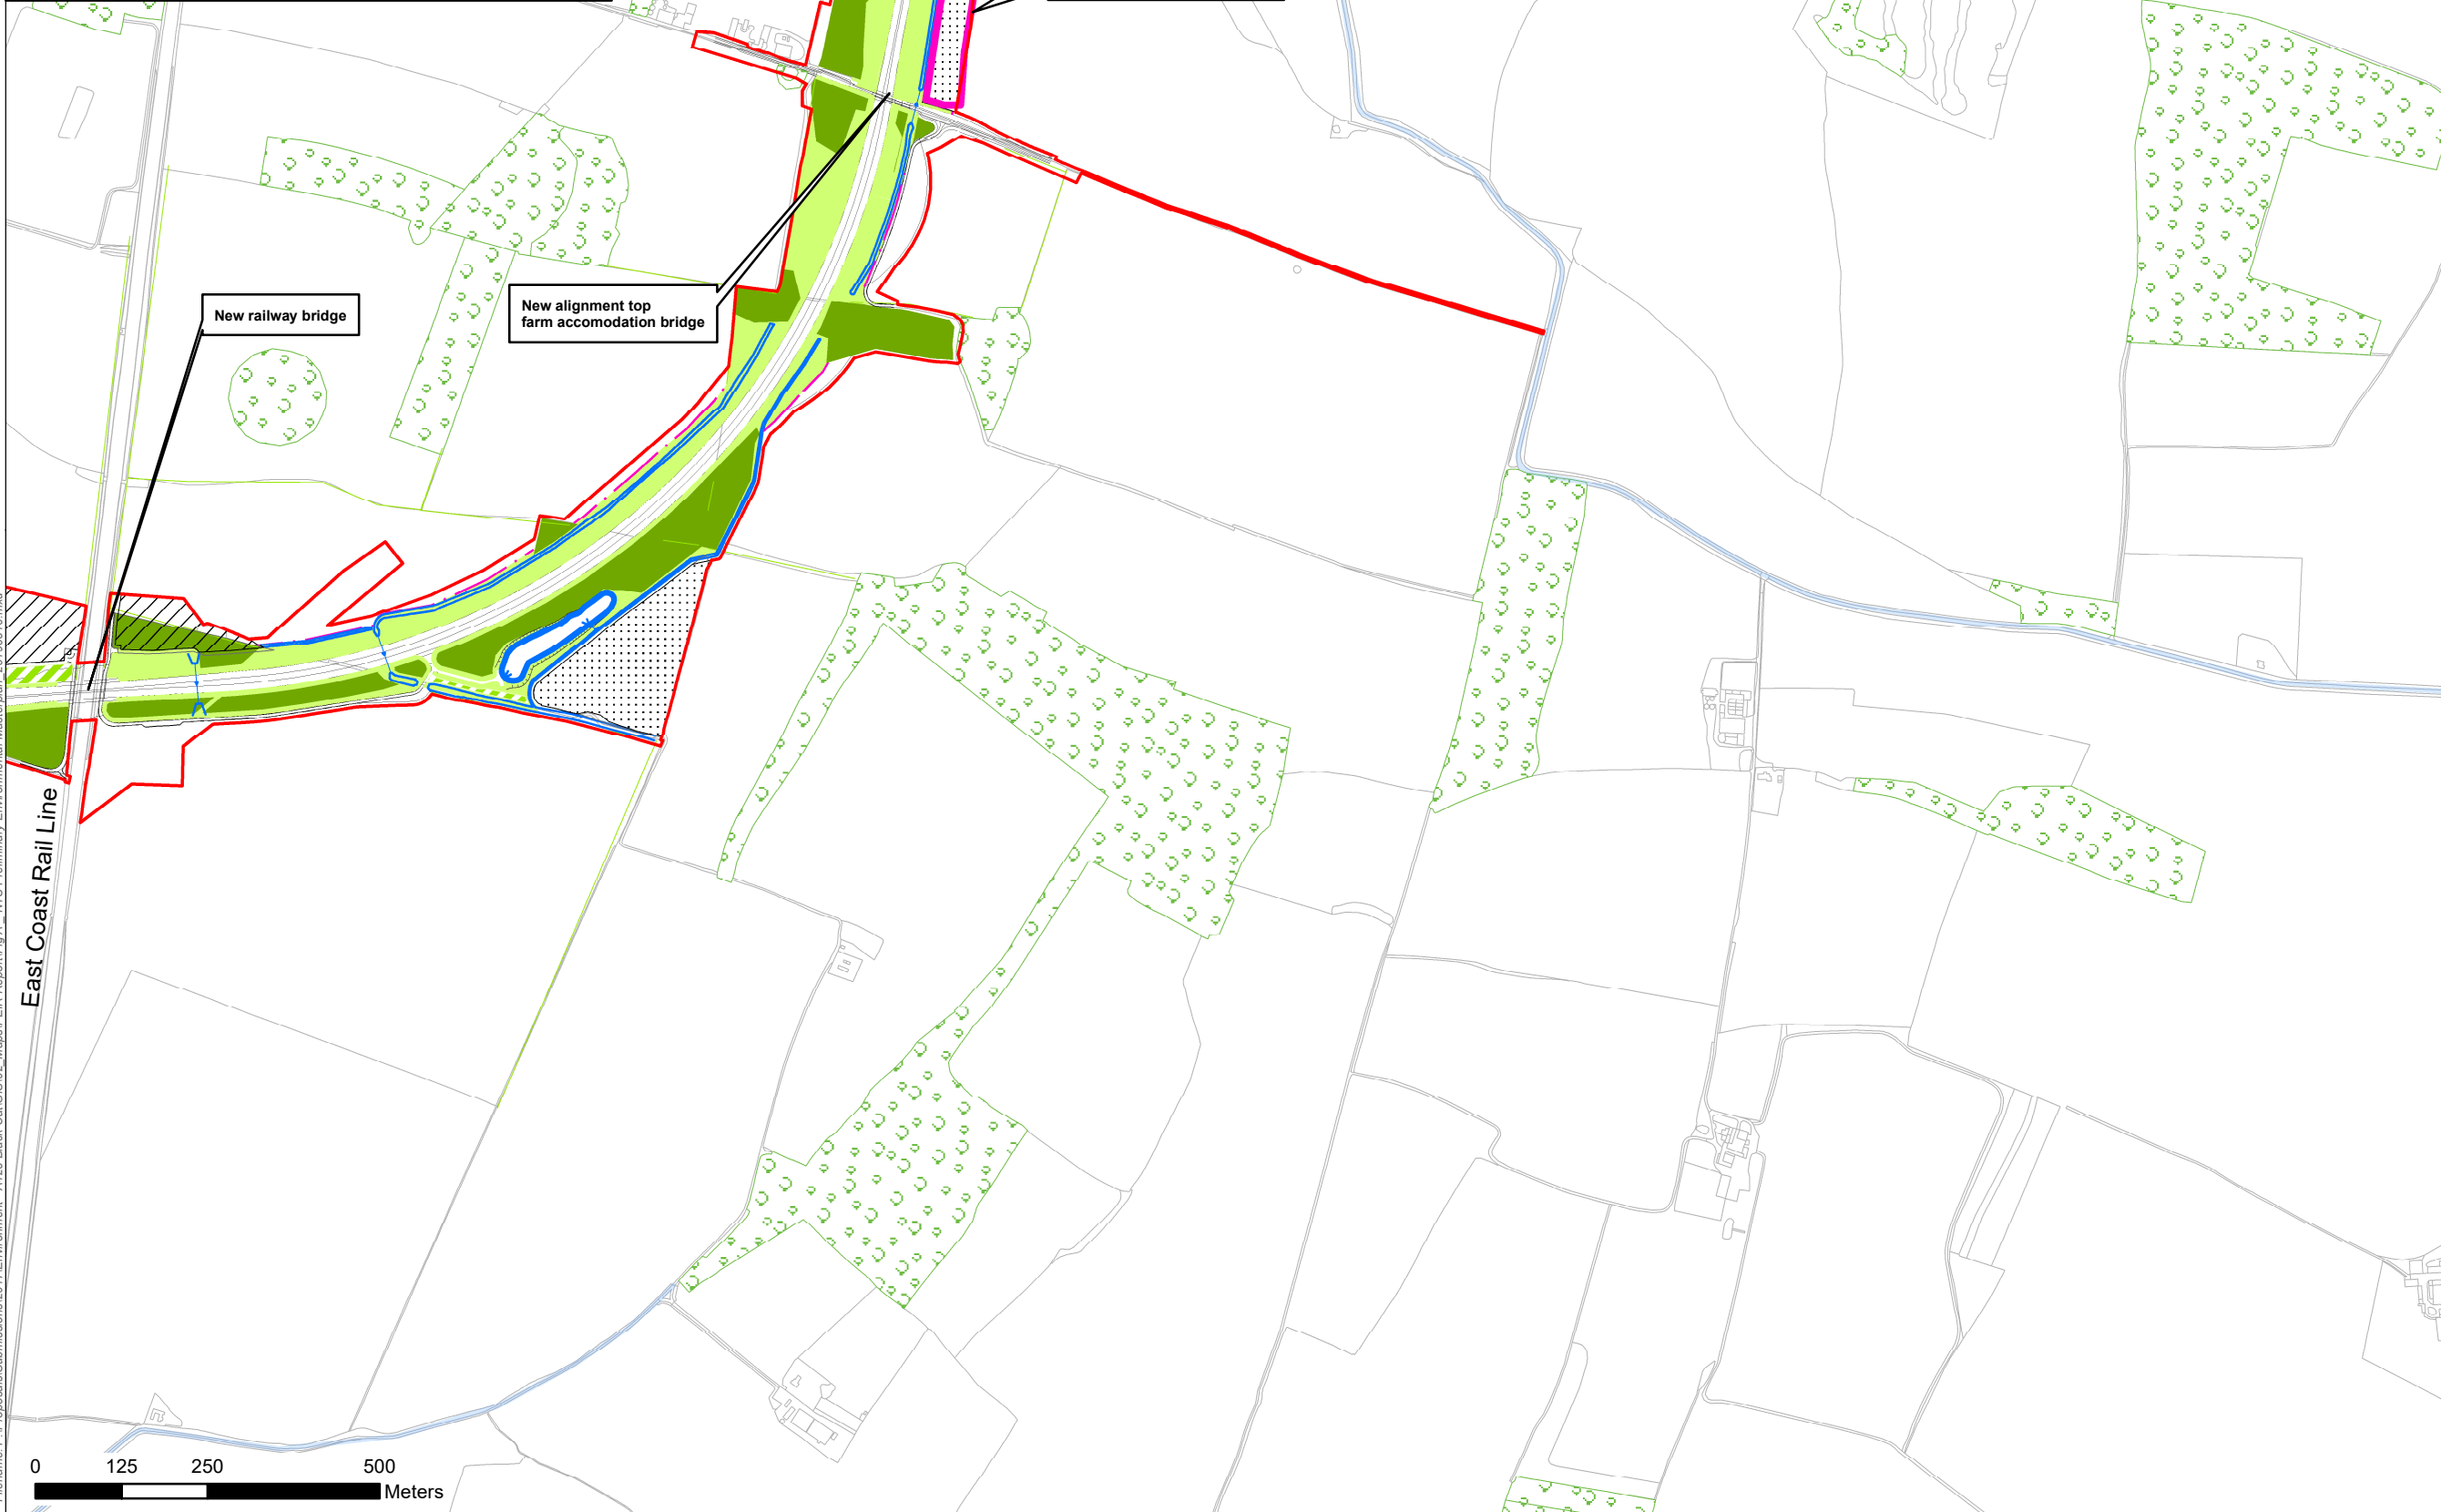 New railway bridge
New alignment top
farm accomodation bridge
East Coast Rail Line
0 125 250 500
Meters